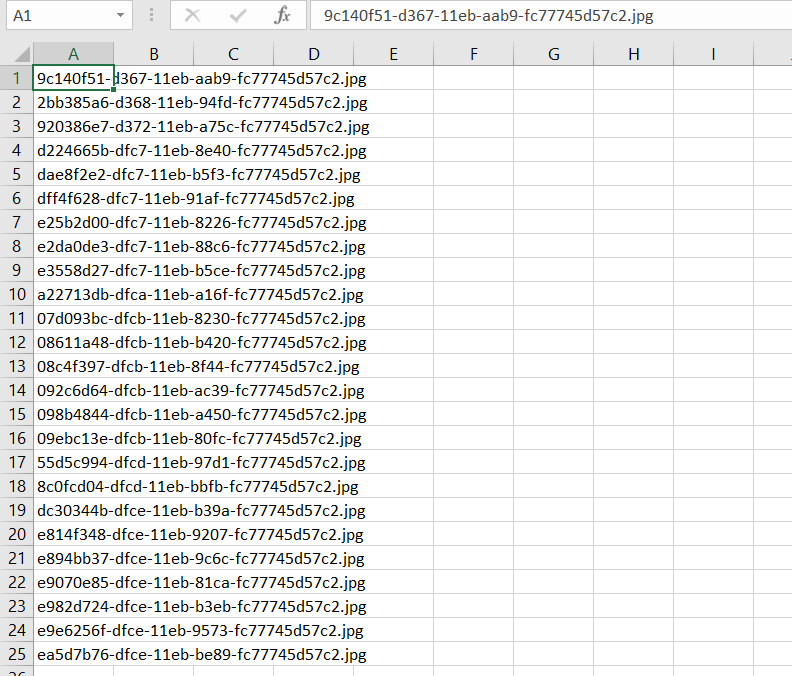 A1 fx 9c140f51-d367-11eb-aab9-fc77745d57c2.jpg
A B C D E F G H I
1 9c140f51-d367-11eb-aab9-fc77745d57c2.jpg
2 2bb385a6-d368-11eb-94fd-fc77745d57c2.jpg
3 920386e7-d372-11eb-a75c-fc77745d57c2.jpg
4 d224665b-dfc7-11eb-8e40-fc77745d57c2.jpg
5 dae8f2e2-dfc7-11eb-b5f3-fc77745d57c2.jpg
6 dff4f628-dfc7-11eb-91af-fc77745d57c2.jpg
7 e25b2d00-dfc7-11eb-8226-fc77745d57c2.jpg
8 e2da0de3-dfc7-11eb-88c6-fc77745d57c2.jpg
9 e3558d27-dfc7-11eb-b5ce-fc77745d57c2.jpg
10 a22713db-dfca-11eb-a16f-fc77745d57c2.jpg
11 07d093bc-dfcb-11eb-8230-fc77745d57c2.jpg
12 08611a48-dfcb-11eb-b420-fc77745d57c2.jpg
13 08c4f397-dfcb-11eb-8f44-fc77745d57c2.jpg
14 092c6d64-dfcb-11eb-ac39-fc77745d57c2.jpg
15 098b4844-dfcb-11eb-a450-fc77745d57c2.jpg
16 09ebc13e-dfcb-11eb-80fc-fc77745d57c2.jpg
17 55d5c994-dfcd-11eb-97d1-fc77745d57c2.jpg
18 8c0fcd04-dfcd-11eb-bbfb-fc77745d57c2.jpg
19 dc30344b-dfce-11eb-b39a-fc77745d57c2.jpg
20 e814f348-dfce-11eb-9207-fc77745d57c2.jpg
21 e894bb37-dfce-11eb-9c6c-fc77745d57c2.jpg
22 e9070e85-dfce-11eb-81ca-fc77745d57c2.jpg
23 e982d724-dfce-11eb-b3eb-fc77745d57c2.jpg
24 e9e6256f-dfce-11eb-9573-fc77745d57c2.jpg
25 ea5d7b76-dfce-11eb-be89-fc77745d57c2.jpg